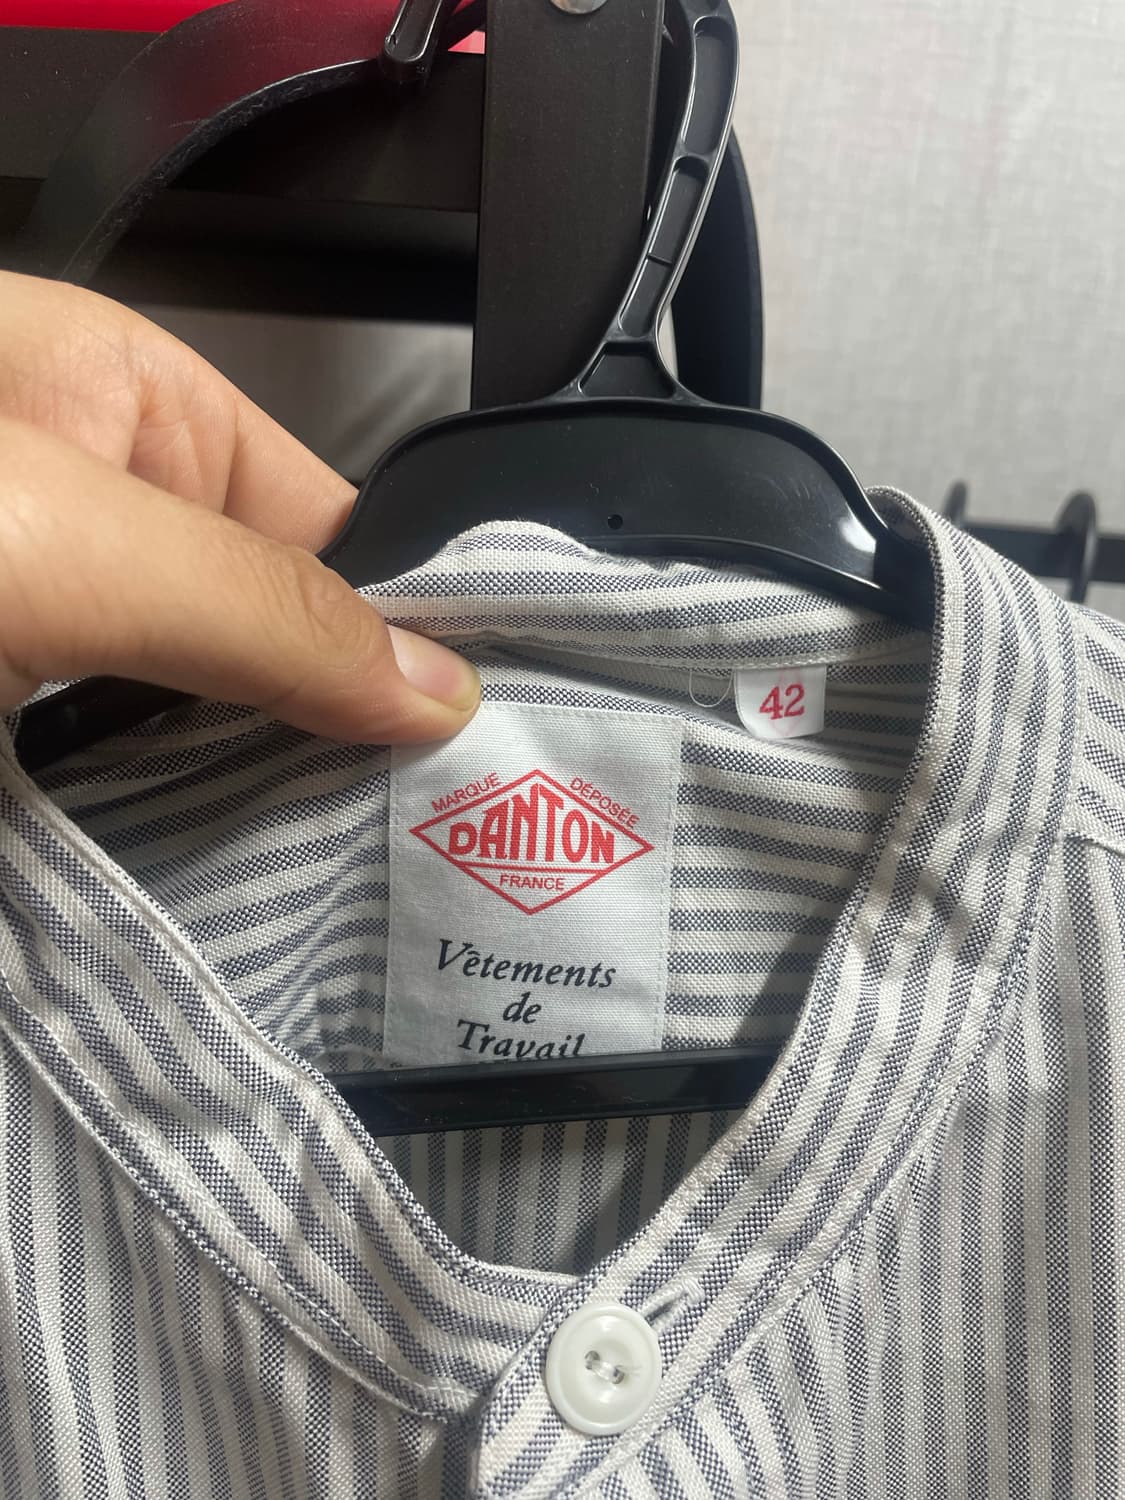 42
MARQUE DÉPOSÉE
DANTON
FRANCE
Vêtements
de
Travail